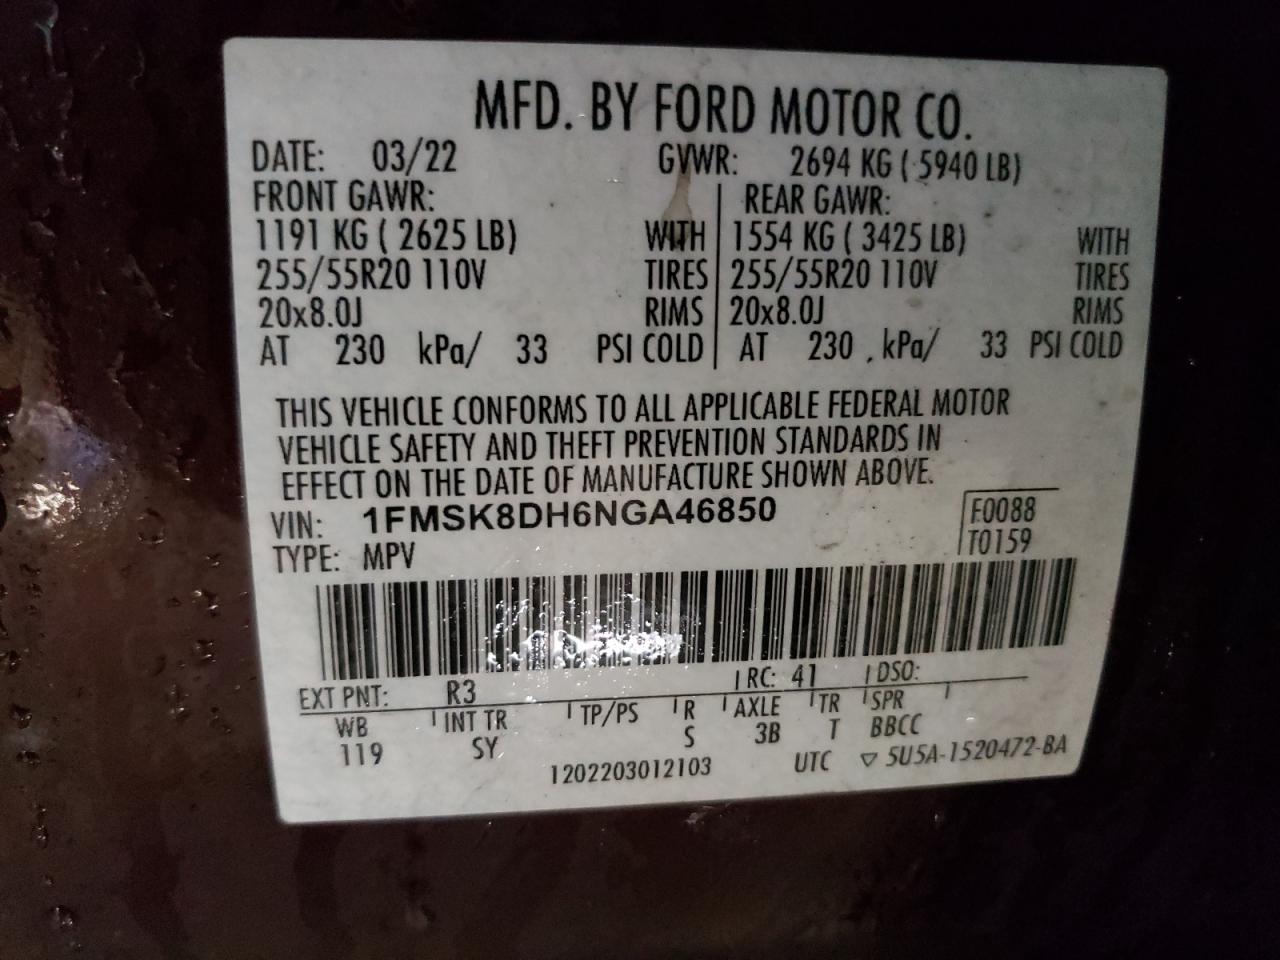 MFD. BY FORD MOTOR CO.
DATE: 03/22 GVWR: 2694 KG ( 5940 LB)
FRONT GAWR: REAR GAWR:
1191 KG ( 2625 LB) WITH 1554 KG ( 3425 LB) WITH
255/55R20 110V TIRES 255/55R20 110V TIRES
20x8.0J RIMS 20x8.0J RIMS
AT 230 kPa/ 33 PSI COLD AT 230 , kPa/ 33 PSI COLD
THIS VEHICLE CONFORMS TO ALL APPLICABLE FEDERAL MOTOR
VEHICLE SAFETY AND THEFT PREVENTION STANDARDS IN
EFFECT ON THE DATE OF MANUFACTURE SHOWN ABOVE.
VIN: 1FMSK8DH6NGA46850 F0088
TYPE: MPV T0159
EXT PNT: R3 RC: 41 DSO:
WB INT TR TP/PS R AXLE TR SPR
119 SY S 3B T BBCC
1202203012103 UTC ▽ 5U5A-1520472-BA